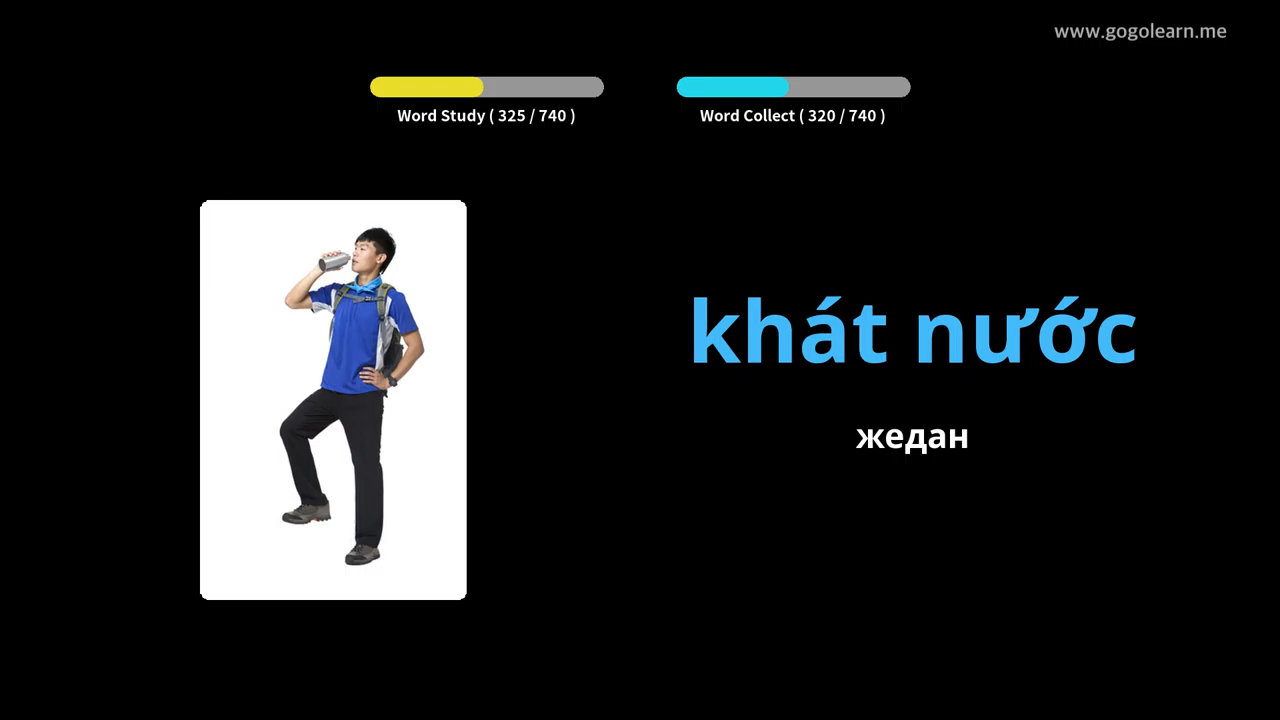 www.gogolearn.me
Word Study ( 325 / 740 )
Word Collect ( 320 / 740 )
khát nước
жедан